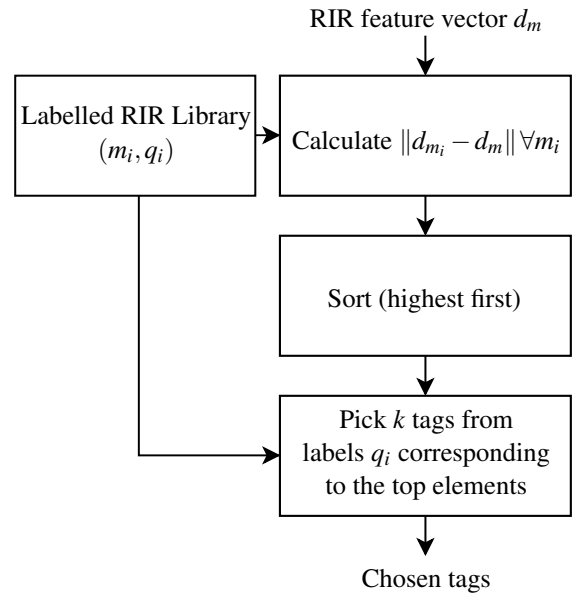 RIR feature vector d_m
Labelled RIR Library
(m_i, q_i)
Calculate ‖d_{m_i} − d_m‖ ∀m_i
Sort (highest first)
Pick k tags from
labels q_i corresponding
to the top elements
Chosen tags